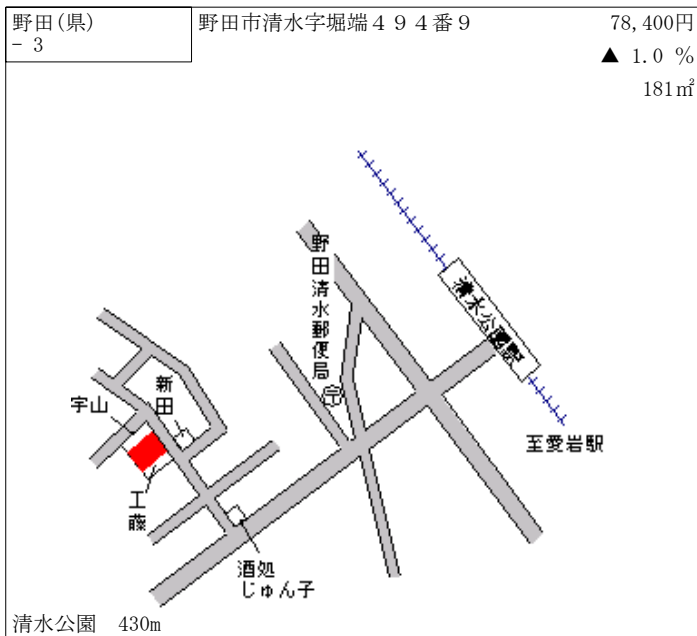 野田(県)
- 3
野田市清水字堀端４９４番９
78,400円
▲ 1.0 %
181㎡
野田清水郵便局
清水公園駅
新田
宇山
至愛岩駅
工藤
酒処
じゅん子
清水公園　430m